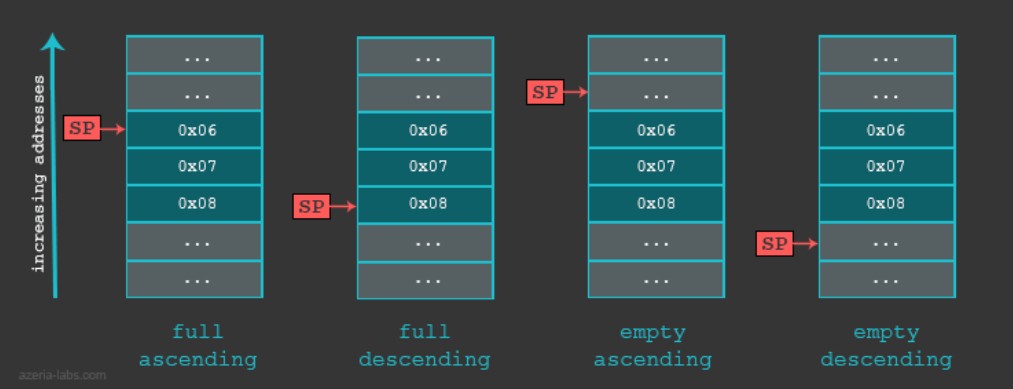 increasing addresses
...
...
SP
0x06
0x07
0x08
...
...
full
ascending
...
...
0x06
0x07
SP
0x08
...
...
full
descending
...
SP
...
0x06
0x07
0x08
...
...
empty
ascending
...
...
0x06
0x07
0x08
SP
...
...
empty
descending
azeria-labs.com